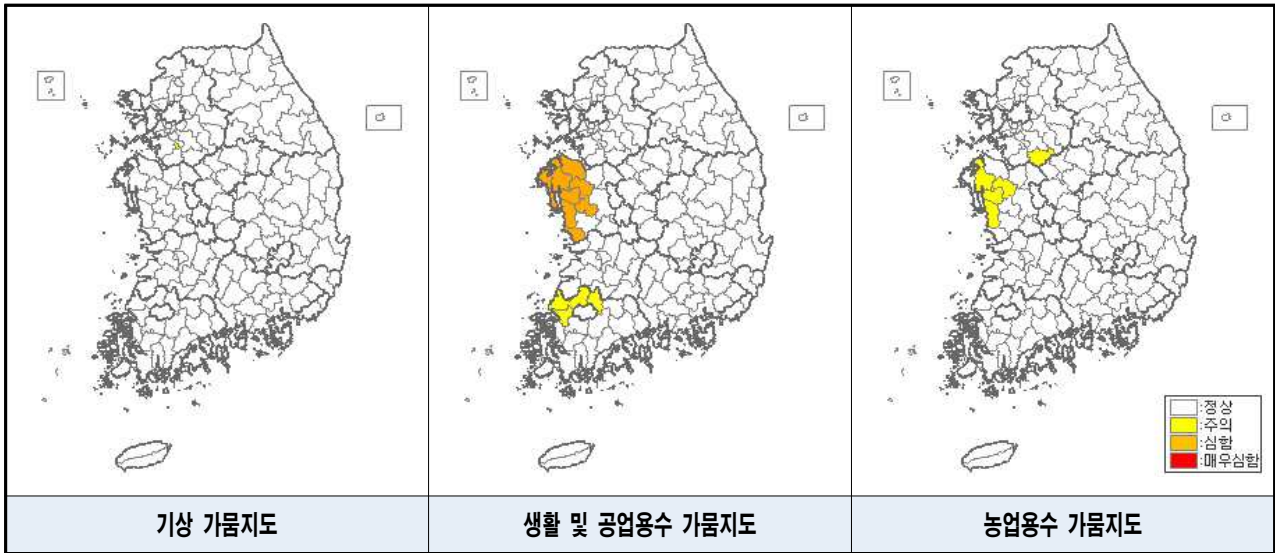 :정상
:주의
:심함
:매우심함
기상 가뭄지도
생활 및 공업용수 가뭄지도
농업용수 가뭄지도